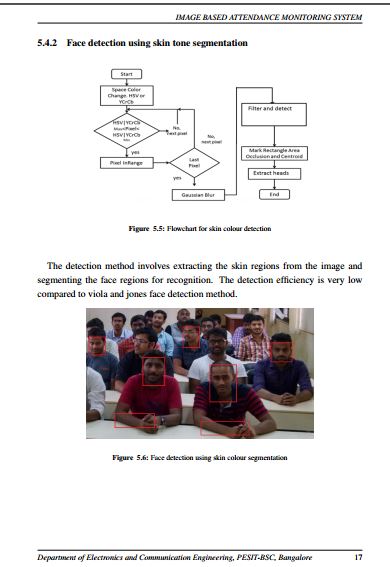 IMAGE BASED ATTENDANCE MONITORING SYSTEM
5.4.2 Face detection using skin tone segmentation
Start
Space Color
Change. HSV or
YCrCb
HSV|YCrCb
Pixel<
HSV|YCrCb
No,
next pixel
yes
Pixel InRange
No,
next pixel
Last
Pixel
yes
Gaussian Blur
Filter and detect
Mark Rectangle Area
Occlusion and Centroid
Extract heads
End
Figure 5.5: Flowchart for skin colour detection
The detection method involves extracting the skin regions from the image and
segmenting the face regions for recognition. The detection efficiency is very low
compared to viola and jones face detection method.
Figure 5.6: Face detection using skin colour segmentation
Department of Electronics and Communication Engineering, PESIT-BSC, Bangalore 17